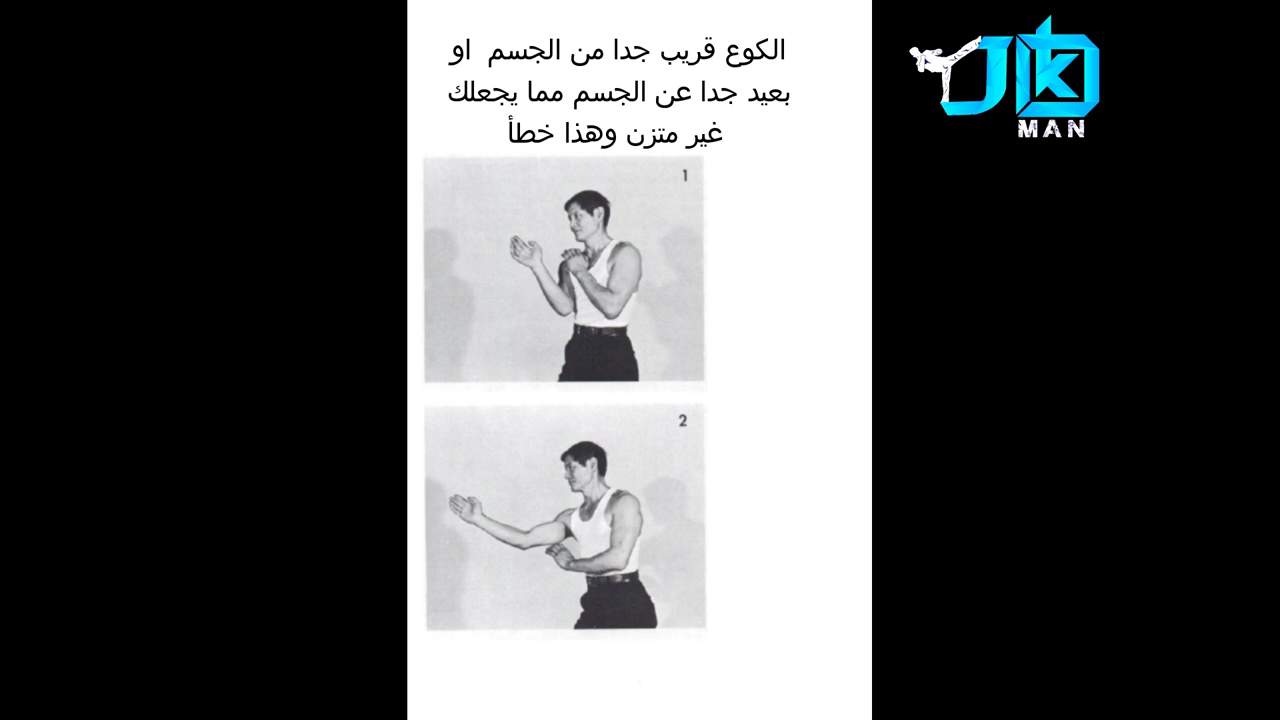 الكوع قريب جدا من الجسم او
بعيد جدا عن الجسم مما يجعلك
غير متزن وهذا خطأ
JKD
MAN
1
2